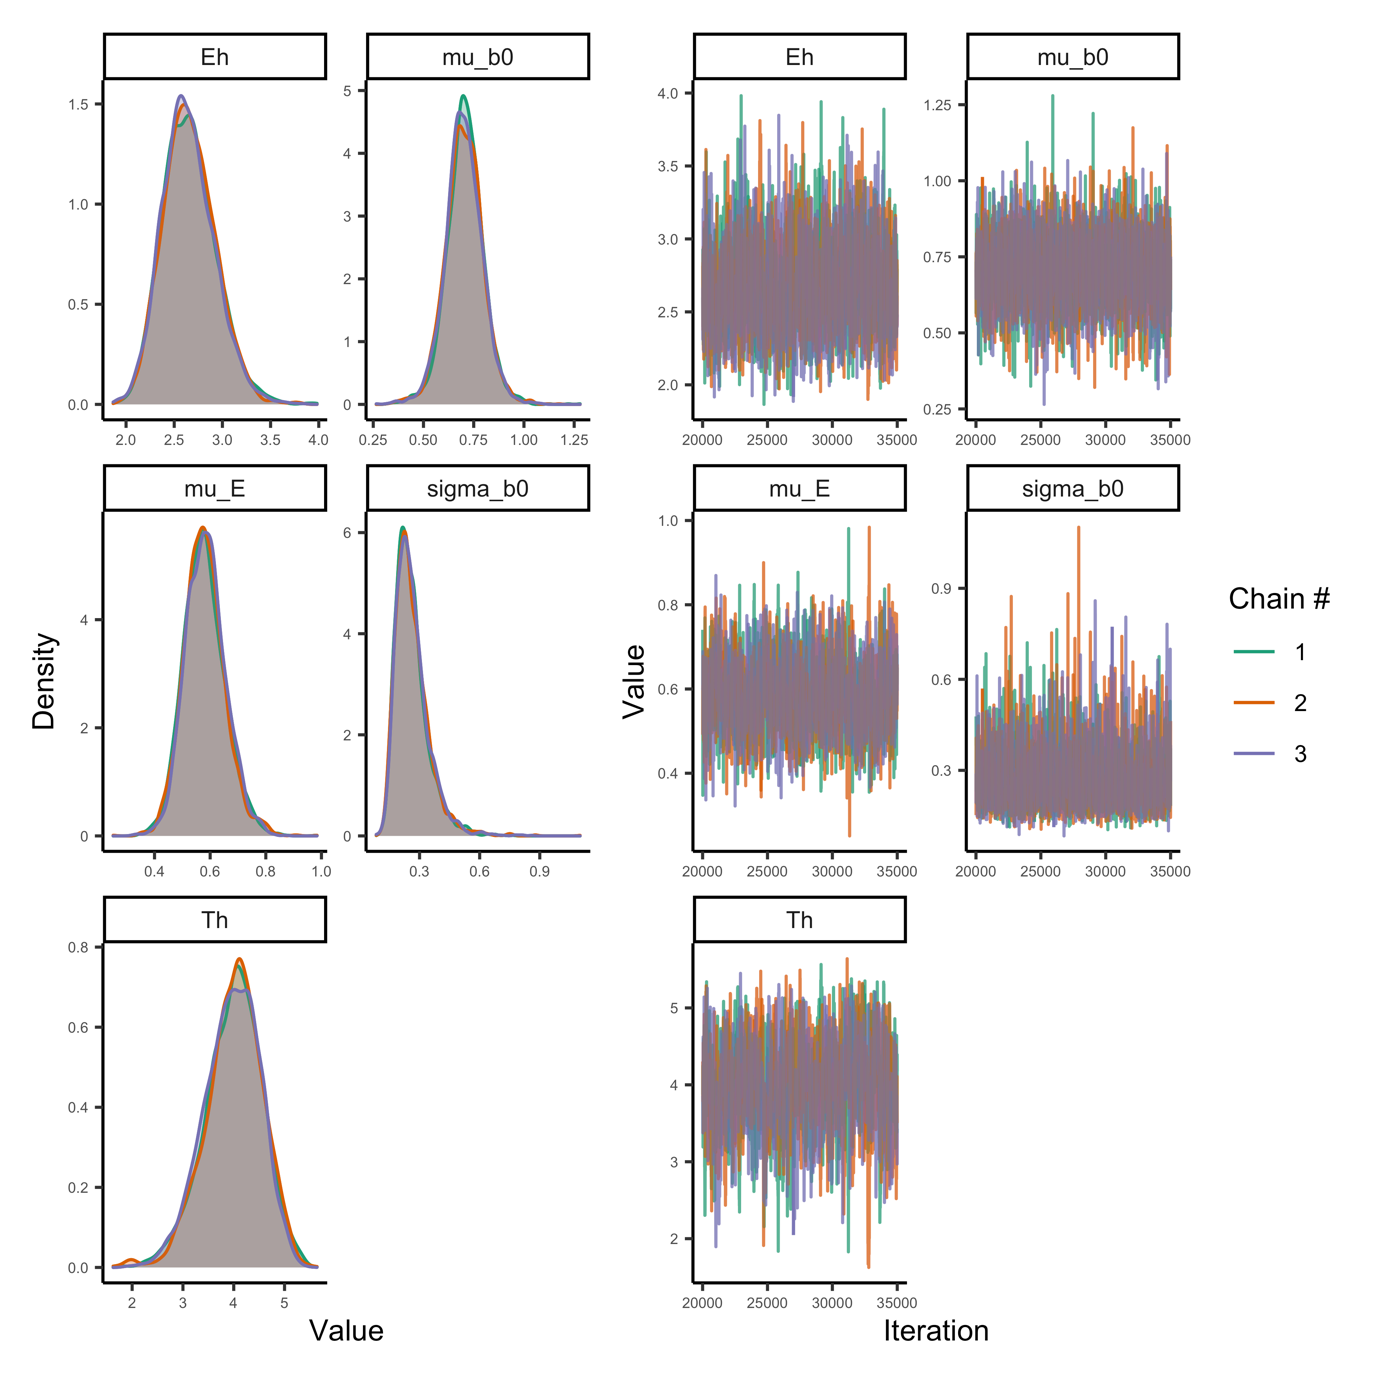 Eh mu_b0 Eh mu_b0
1.5 5 4.0 1.25
4 3.5 1.00
1.0 3 3.0 0.75
2 2.5 0.50
0.5 1 2.0 0.25
0.0 0
2.0 2.5 3.0 3.5 4.0 0.25 0.50 0.75 1.00 1.25 20000 25000 30000 35000 20000 25000 30000 35000
mu_E sigma_b0 mu_E sigma_b0
4 6 1.0 0.9
2 4 0.8 0.6
0 2 0.6 0.3
0 0.4
0.4 0.6 0.8 1.0 0.3 0.6 0.9 20000 25000 30000 35000 20000 25000 30000 35000
Th Th
0.8 5
0.6 4
0.4 3
0.2 2
0.0
2 3 4 5 20000 25000 30000 35000
Density
Value
Value
Iteration
Chain #
1
2
3